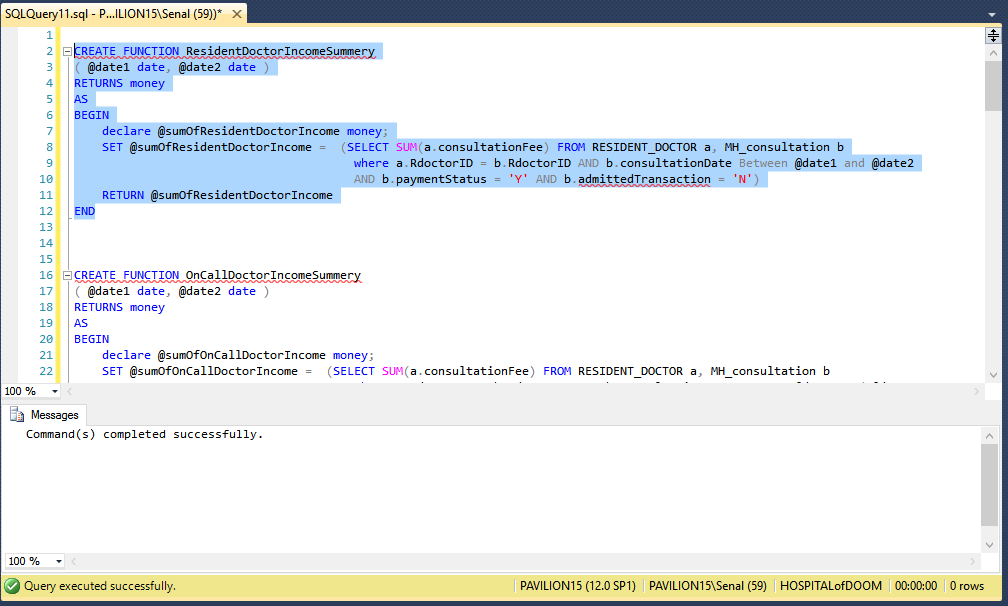 SQLQuery11.sql - P...ILION15\Senal (59))*
1
2 CREATE FUNCTION ResidentDoctorIncomeSummery
3 ( @date1 date, @date2 date )
4 RETURNS money
5 AS
6 BEGIN
7 declare @sumOfResidentDoctorIncome money;
8 SET @sumOfResidentDoctorIncome = (SELECT SUM(a.consultationFee) FROM RESIDENT_DOCTOR a, MH_consultation b
9 where a.RdoctorID = b.RdoctorID AND b.consultationDate Between @date1 and @date2
10 AND b.paymentStatus = 'Y' AND b.admittedTransaction = 'N')
11 RETURN @sumOfResidentDoctorIncome
12 END
13
14
15
16 CREATE FUNCTION OnCallDoctorIncomeSummery
17 ( @date1 date, @date2 date )
18 RETURNS money
19 AS
20 BEGIN
21 declare @sumOfOnCallDoctorIncome money;
22 SET @sumOfOnCallDoctorIncome = (SELECT SUM(a.consultationFee) FROM RESIDENT_DOCTOR a, MH_consultation b
100 %
Messages
Command(s) completed successfully.
100 %
Query executed successfully. PAVILION15 (12.0 SP1) PAVILION15\Senal (59) HOSPITALofDOOM 00:00:00 0 rows